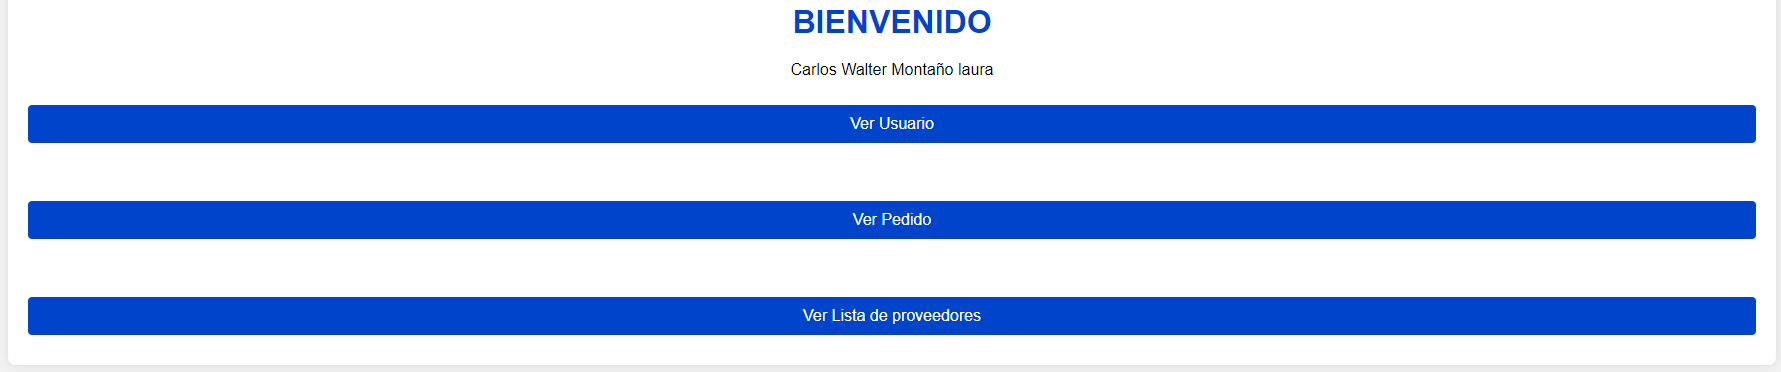 BIENVENIDO
Carlos Walter Montaño laura
Ver Usuario
Ver Pedido
Ver Lista de proveedores